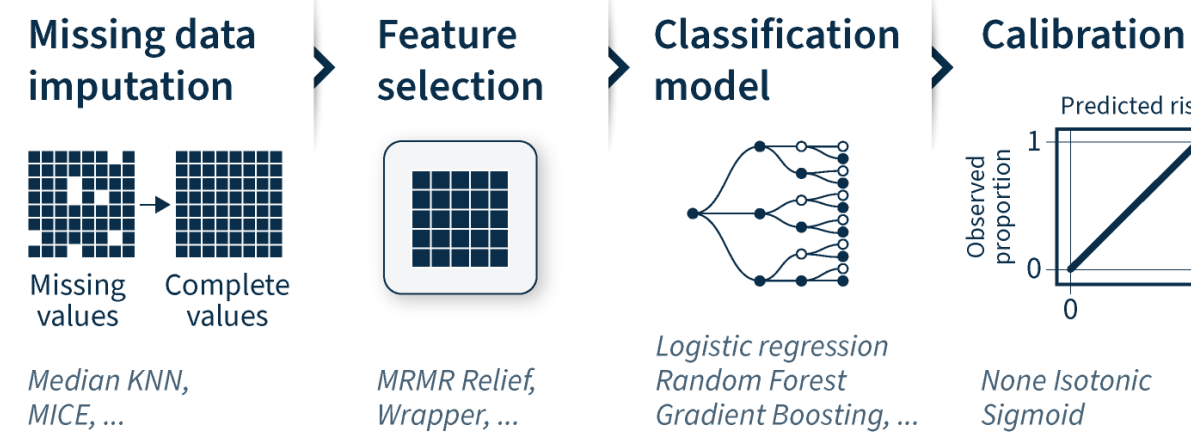 Missing data
imputation
Missing
values
Complete
values
Median KNN,
MICE, ...
Feature
selection
MRMR Relief,
Wrapper, ...
Classification
model
Logistic regression
Random Forest
Gradient Boosting, ...
Calibration
Predicted ris
1
Observed
proportion
0
0
None Isotonic
Sigmoid